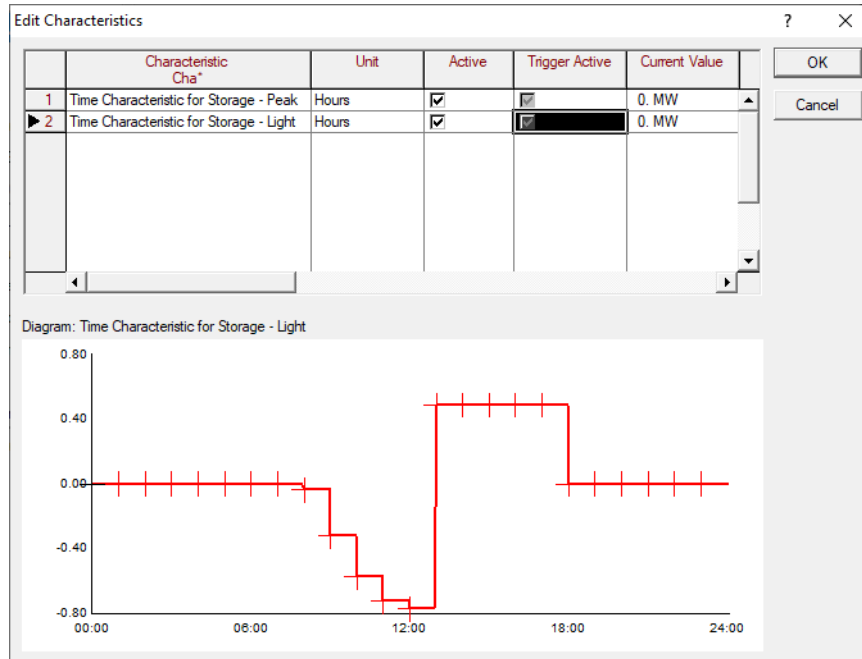 Edit Characteristics ? ×
Characteristic Unit Active Trigger Active Current Value OK
Cha*
1 Time Characteristic for Storage - Peak Hours 0. MW Cancel
2 Time Characteristic for Storage - Light Hours 0. MW
Diagram: Time Characteristic for Storage - Light
0.80
0.40
0.00
-0.40
-0.80
00:00 06:00 12:00 18:00 24:00